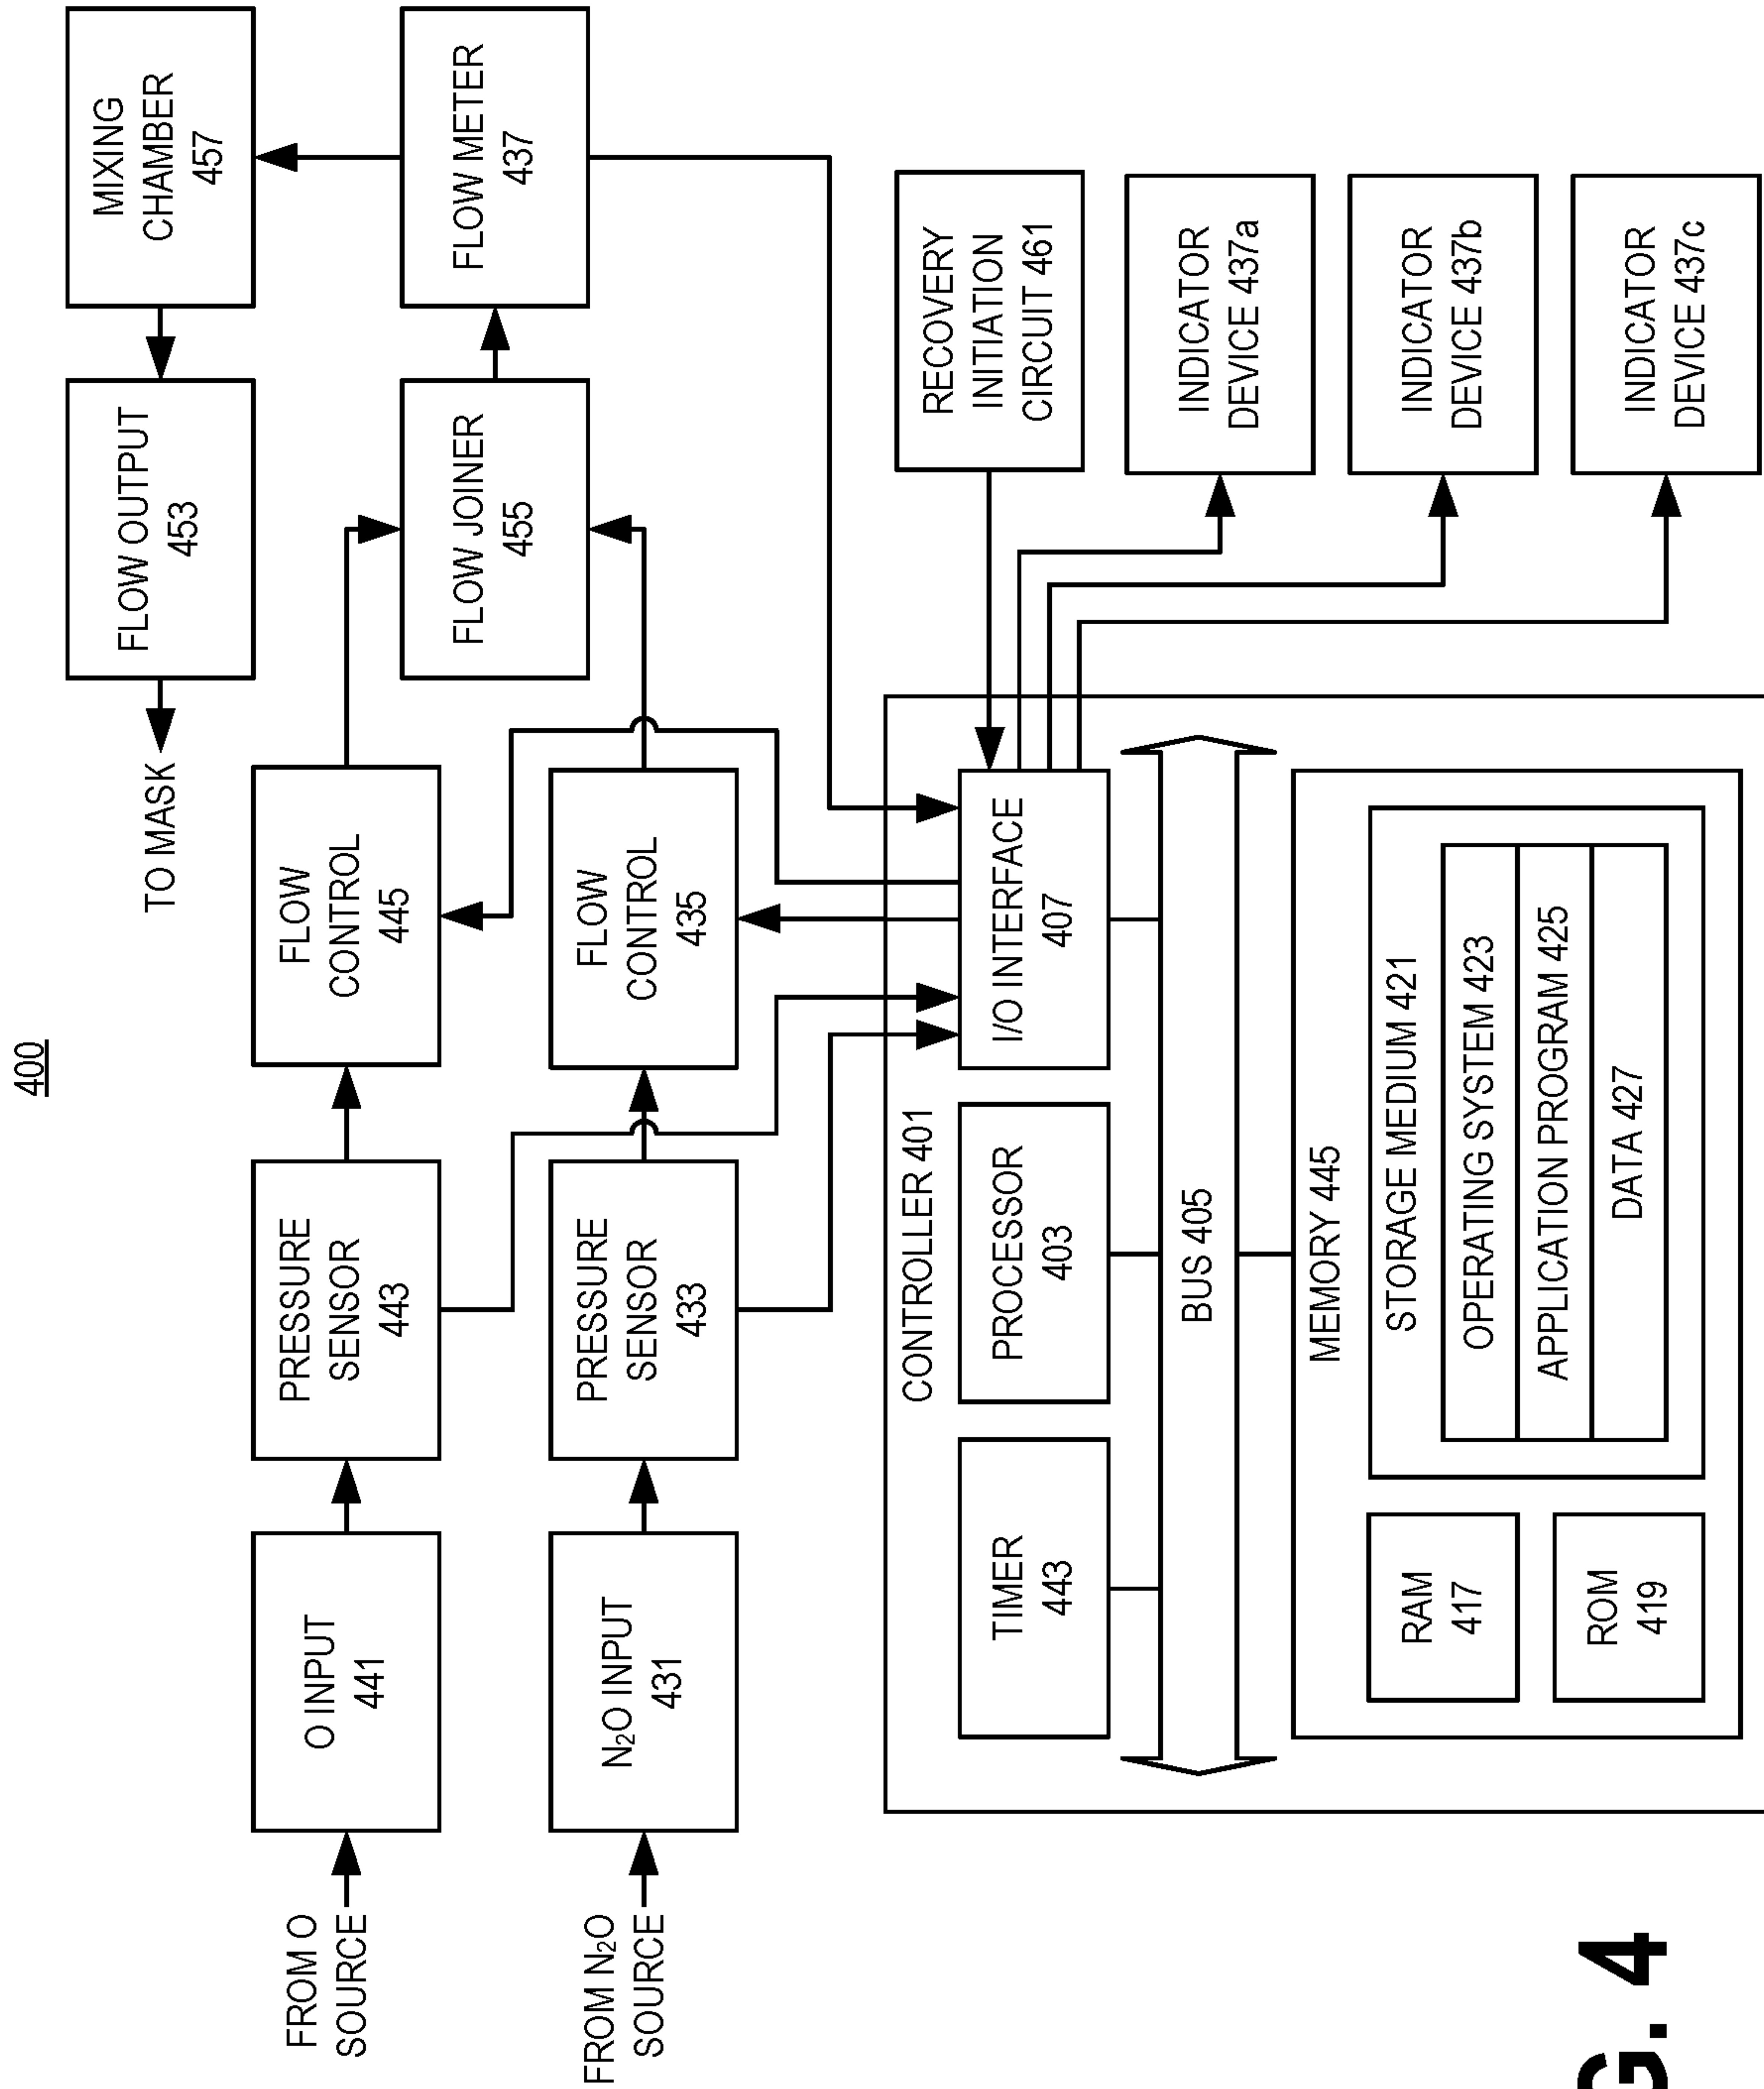 400
FROM O
SOURCE
O INPUT
441
PRESSURE
SENSOR
443
FLOW
CONTROL
445
TO MASK
FLOW OUTPUT
453
MIXING
CHAMBER
457
FROM N₂O
SOURCE
N₂O INPUT
431
PRESSURE
SENSOR
433
FLOW
CONTROL
435
FLOW JOINER
455
FLOW METER
437
CONTROLLER 401
TIMER
443
PROCESSOR
403
I/O INTERFACE
407
BUS 405
RECOVERY
INITIATION
CIRCUIT 461
INDICATOR
DEVICE 437a
INDICATOR
DEVICE 437b
INDICATOR
DEVICE 437c
MEMORY 445
RAM
417
ROM
419
STORAGE MEDIUM 421
OPERATING SYSTEM 423
APPLICATION PROGRAM 425
DATA 427
G. 4